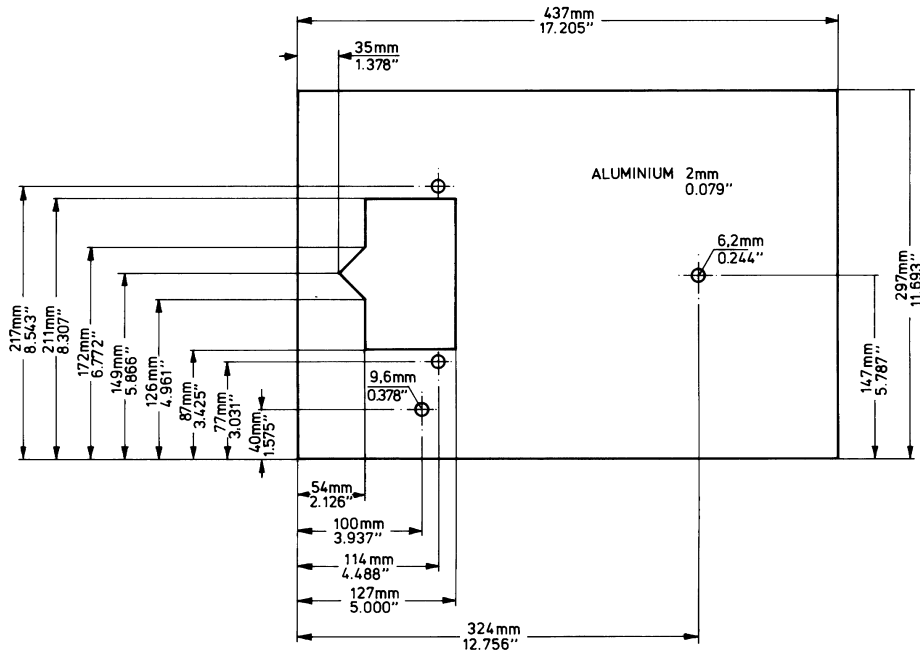 437mm
17.205"
35mm
1.378"
ALUMINIUM 2mm
0.079"
6,2mm
0.244"
297mm
11.693"
217mm
8.543"
211mm
8.307"
172mm
6.772"
149mm
5.866"
126mm
4.961"
87mm
3.425"
77mm
3.031"
40mm
1.575"
9,6mm
0.378"
147mm
5.787"
54mm
2.126"
100mm
3.937"
114mm
4.488"
127mm
5.000"
324mm
12.756"